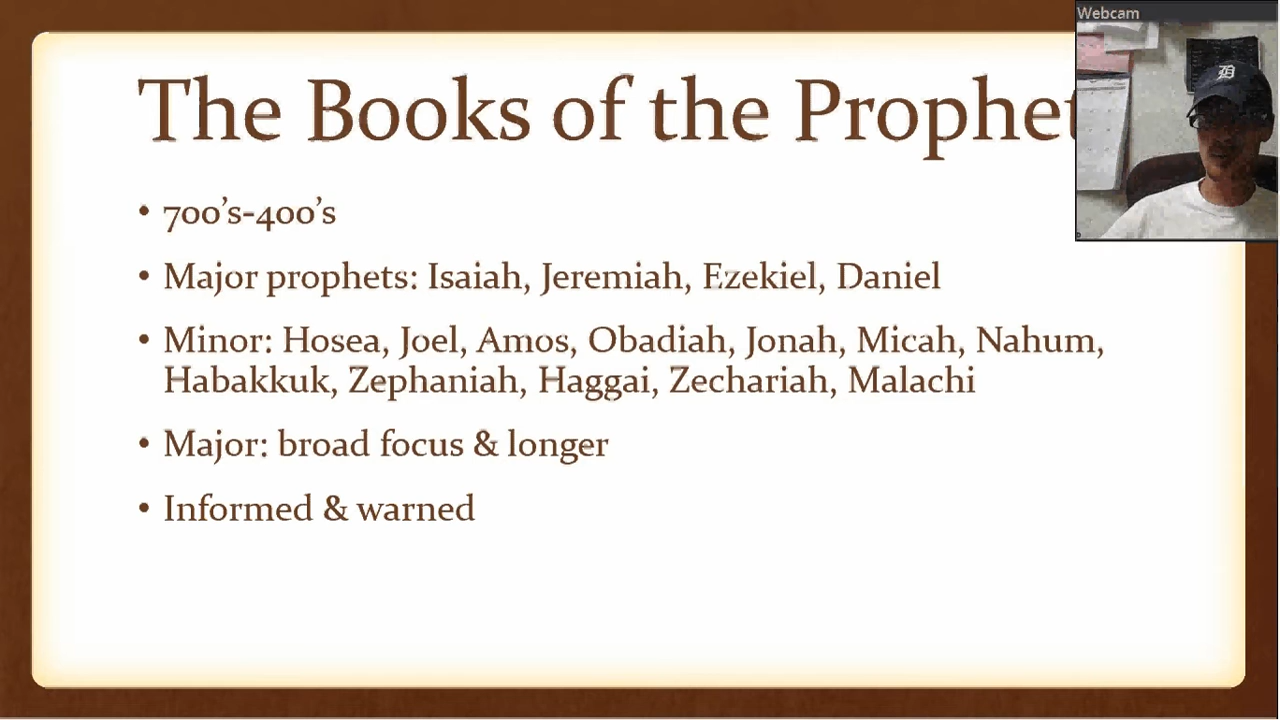 Webcam
The Books of the Prophet
• 700's-400's
• Major prophets: Isaiah, Jeremiah, Ezekiel, Daniel
• Minor: Hosea, Joel, Amos, Obadiah, Jonah, Micah, Nahum,
Habakkuk, Zephaniah, Haggai, Zechariah, Malachi
• Major: broad focus & longer
• Informed & warned